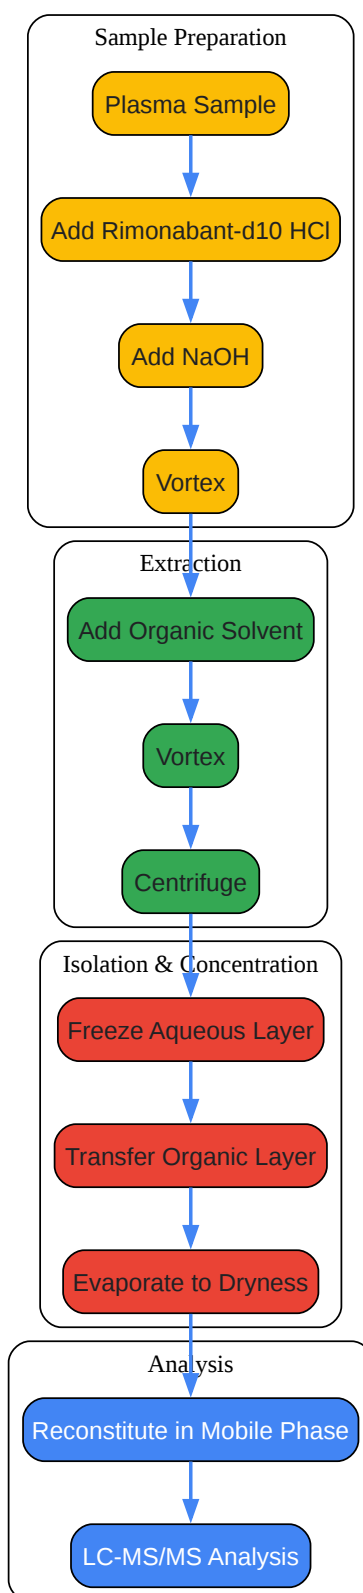 Sample Preparation
Plasma Sample
Add Rimonabant-d10 HCl
Add NaOH
Vortex
Extraction
Add Organic Solvent
Vortex
Centrifuge
Isolation & Concentration
Freeze Aqueous Layer
Transfer Organic Layer
Evaporate to Dryness
Analysis
Reconstitute in Mobile Phase
LC-MS/MS Analysis